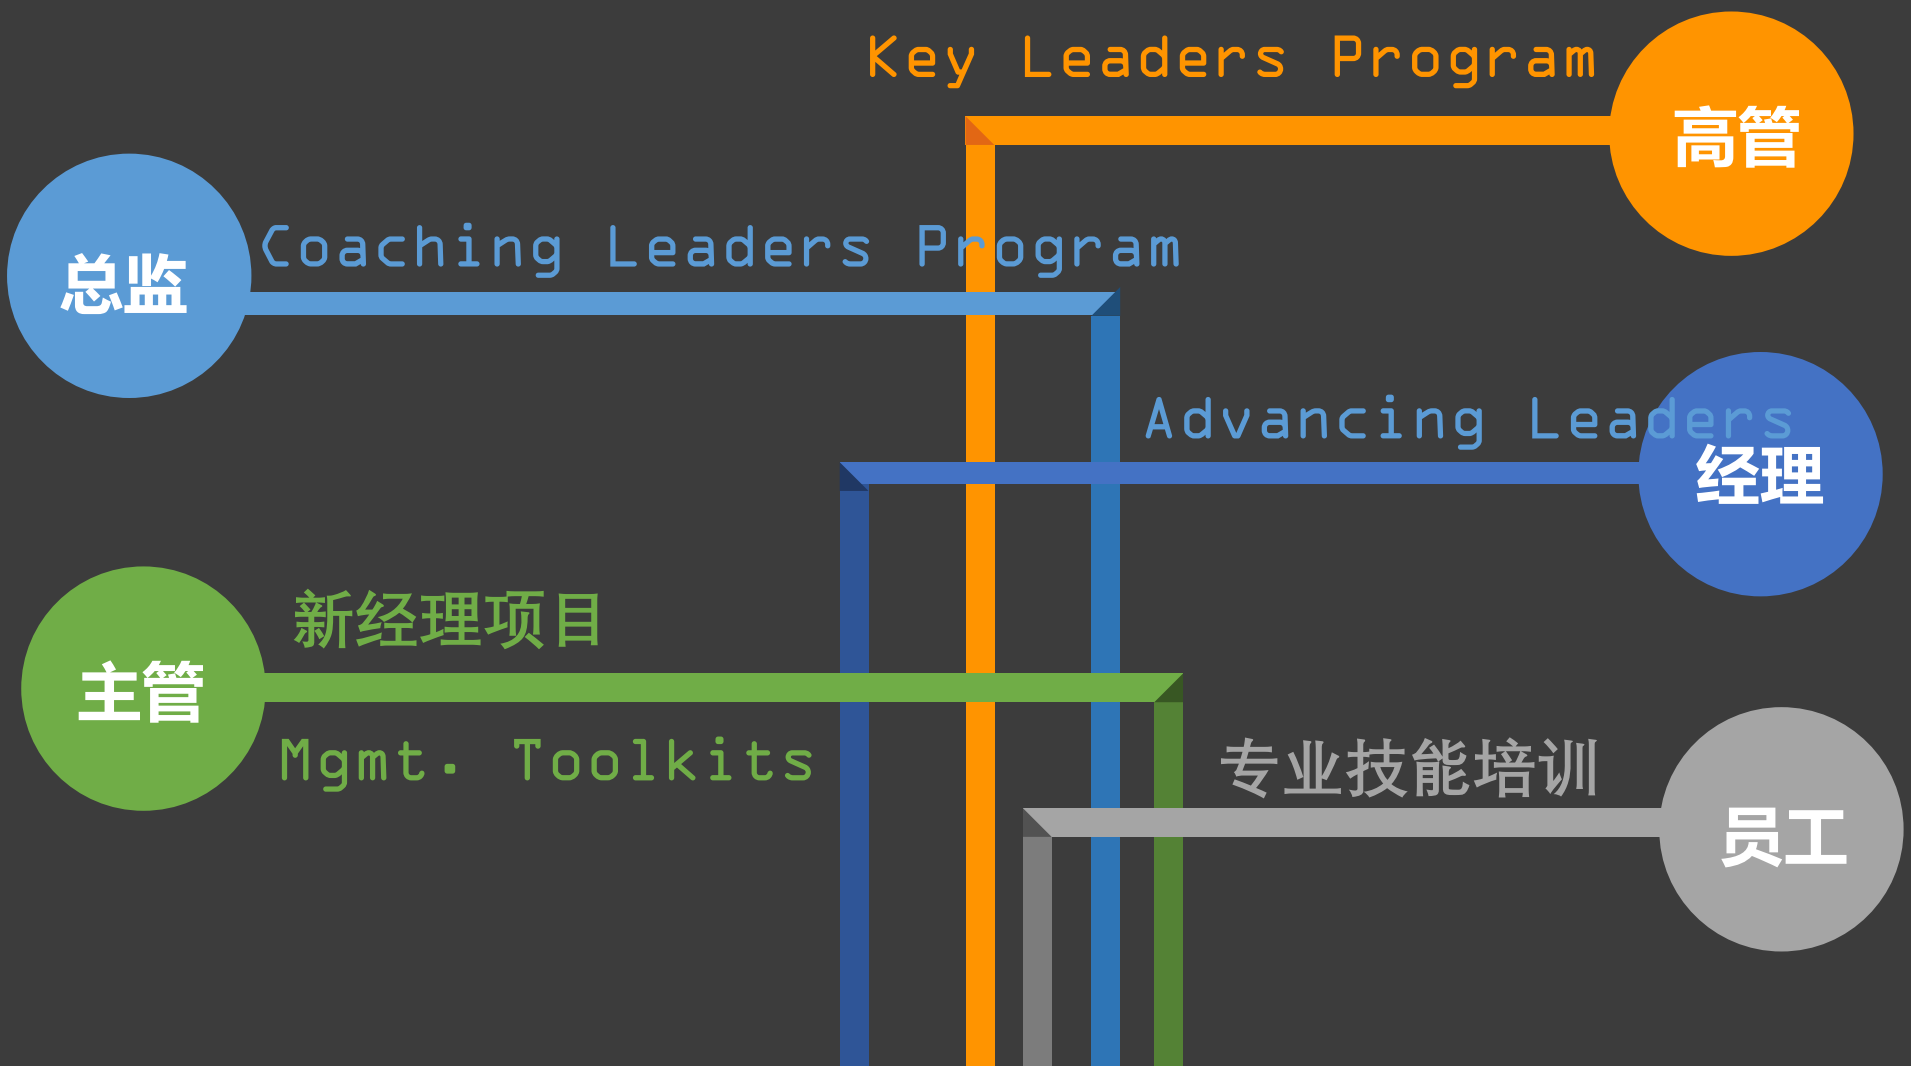 Key Leaders Program
高管
Coaching Leaders Program
总监
Advancing Leaders
经理
新经理项目
主管
Mgmt. Toolkits
专业技能培训
员工